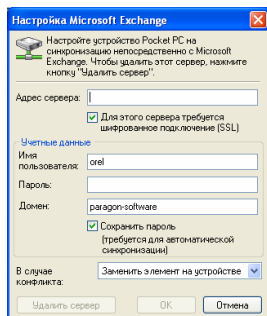 Настройка Microsoft Exchange
Настройте устройство Pocket PC на
синхронизацию непосредственно с Microsoft
Exchange. Чтобы удалить этот сервер, нажмите
кнопку "Удалить сервер".
Адрес сервера:
Для этого сервера требуется
шифрованное подключение (SSL)
Учетные данные
Имя
пользователя: orel
Пароль:
Домен: paragon-software
Сохранить пароль
(требуется для автоматической
синхронизации)
В случае
конфликта: Заменить элемент на устройстве
Удалить сервер ОК Отмена